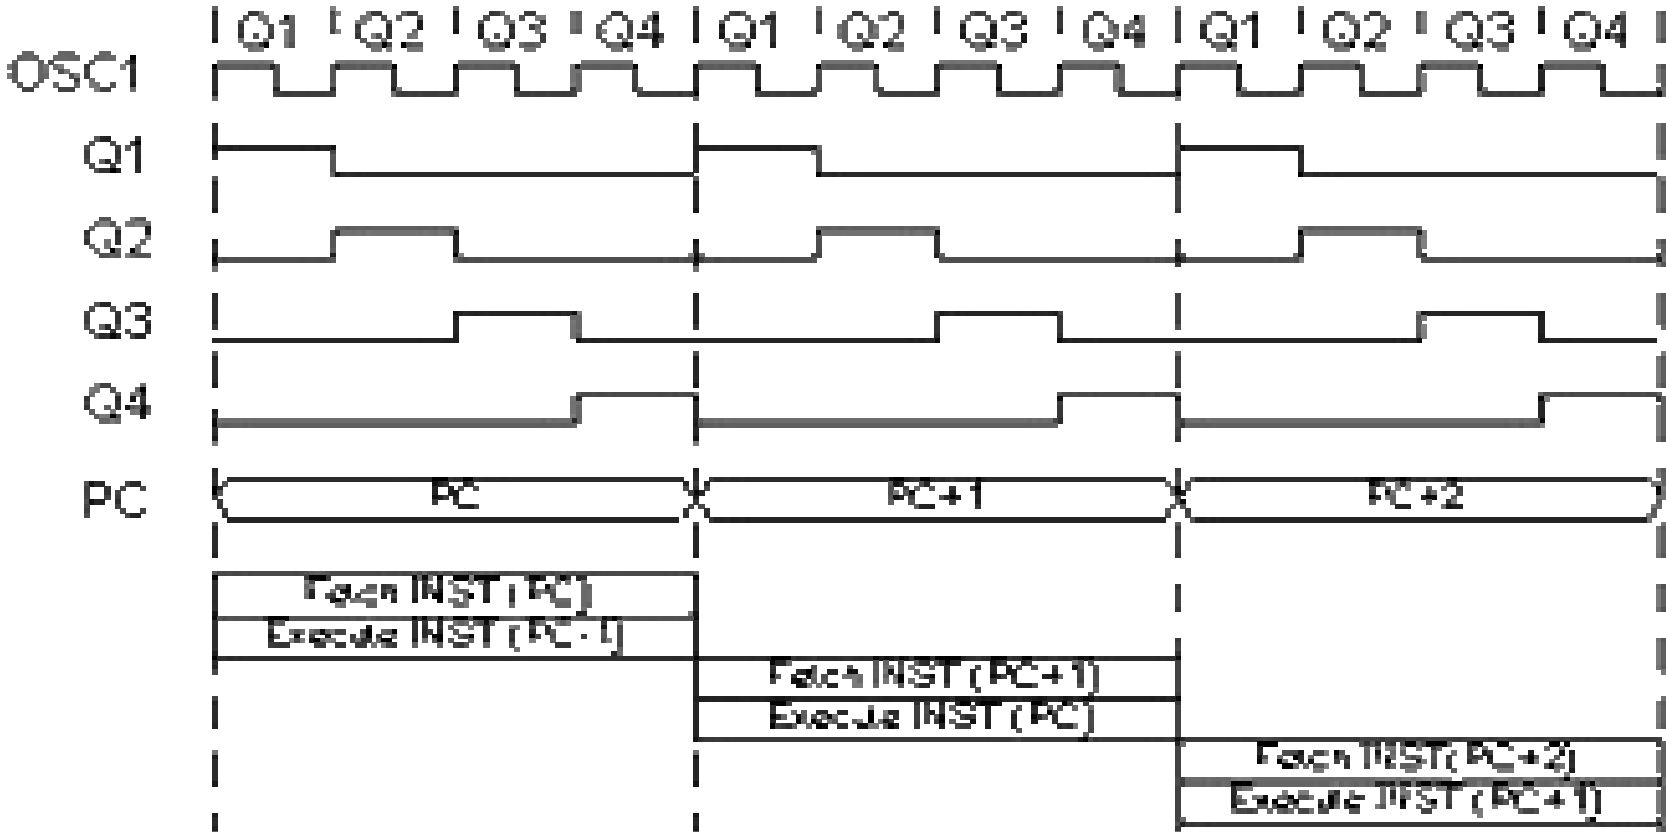 Q1 Q2 Q3 Q4 Q1 Q2 Q3 Q4 Q1 Q2 Q3 Q4
OSC1
Q1
Q2
Q3
Q4
PC PC PC+1 PC+2
Fetch INST (PC)
Execute INST (PC-1)
Fetch INST (PC+1)
Execute INST (PC)
Fetch INST(PC+2)
Execute INST (PC+1)